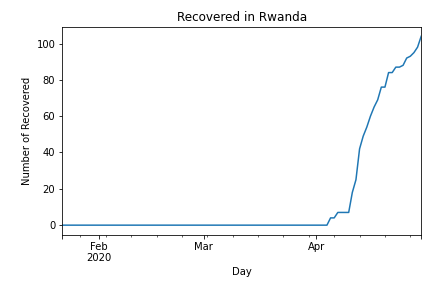 Recovered in Rwanda
Number of Recovered
100
80
60
40
20
0
Feb
2020
Mar
Apr
Day